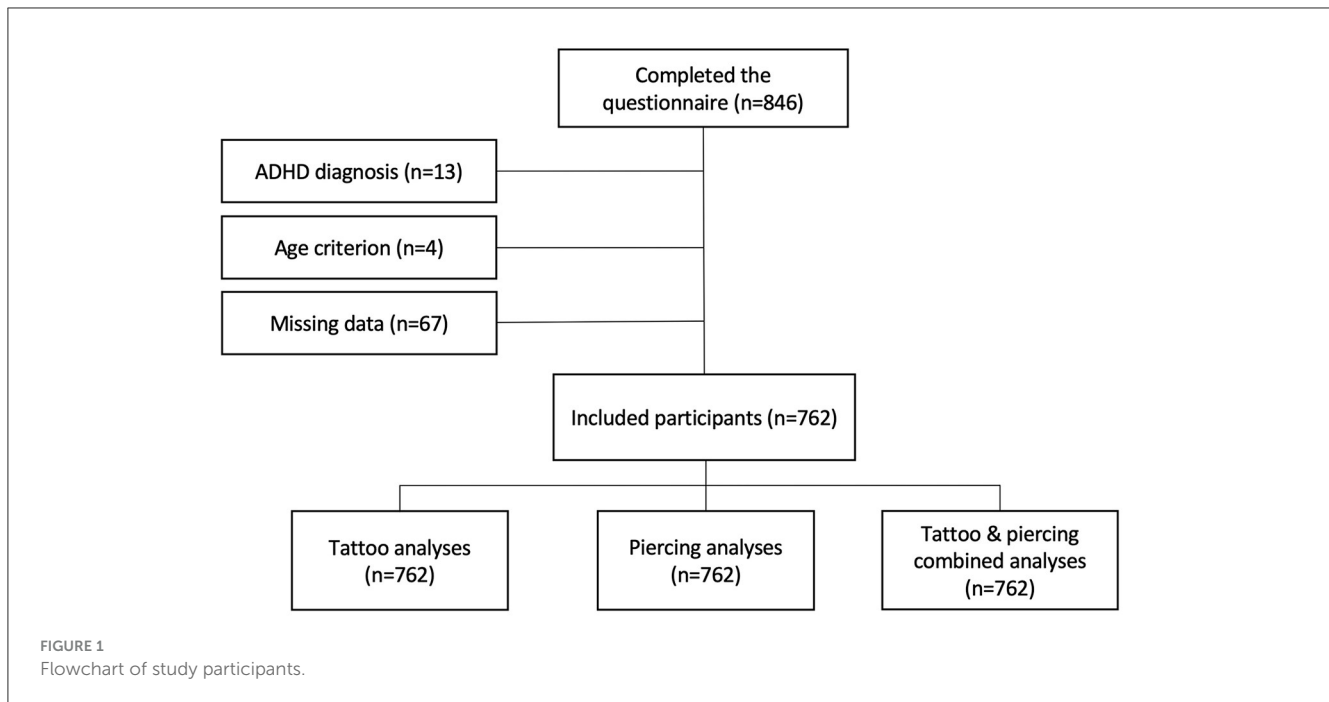 Completed the
questionnaire (n=846)
ADHD diagnosis (n=13)
Age criterion (n=4)
Missing data (n=67)
Included participants (n=762)
Tattoo analyses
(n=762)
Piercing analyses
(n=762)
Tattoo & piercing
combined analyses
(n=762)
FIGURE 1
Flowchart of study participants.